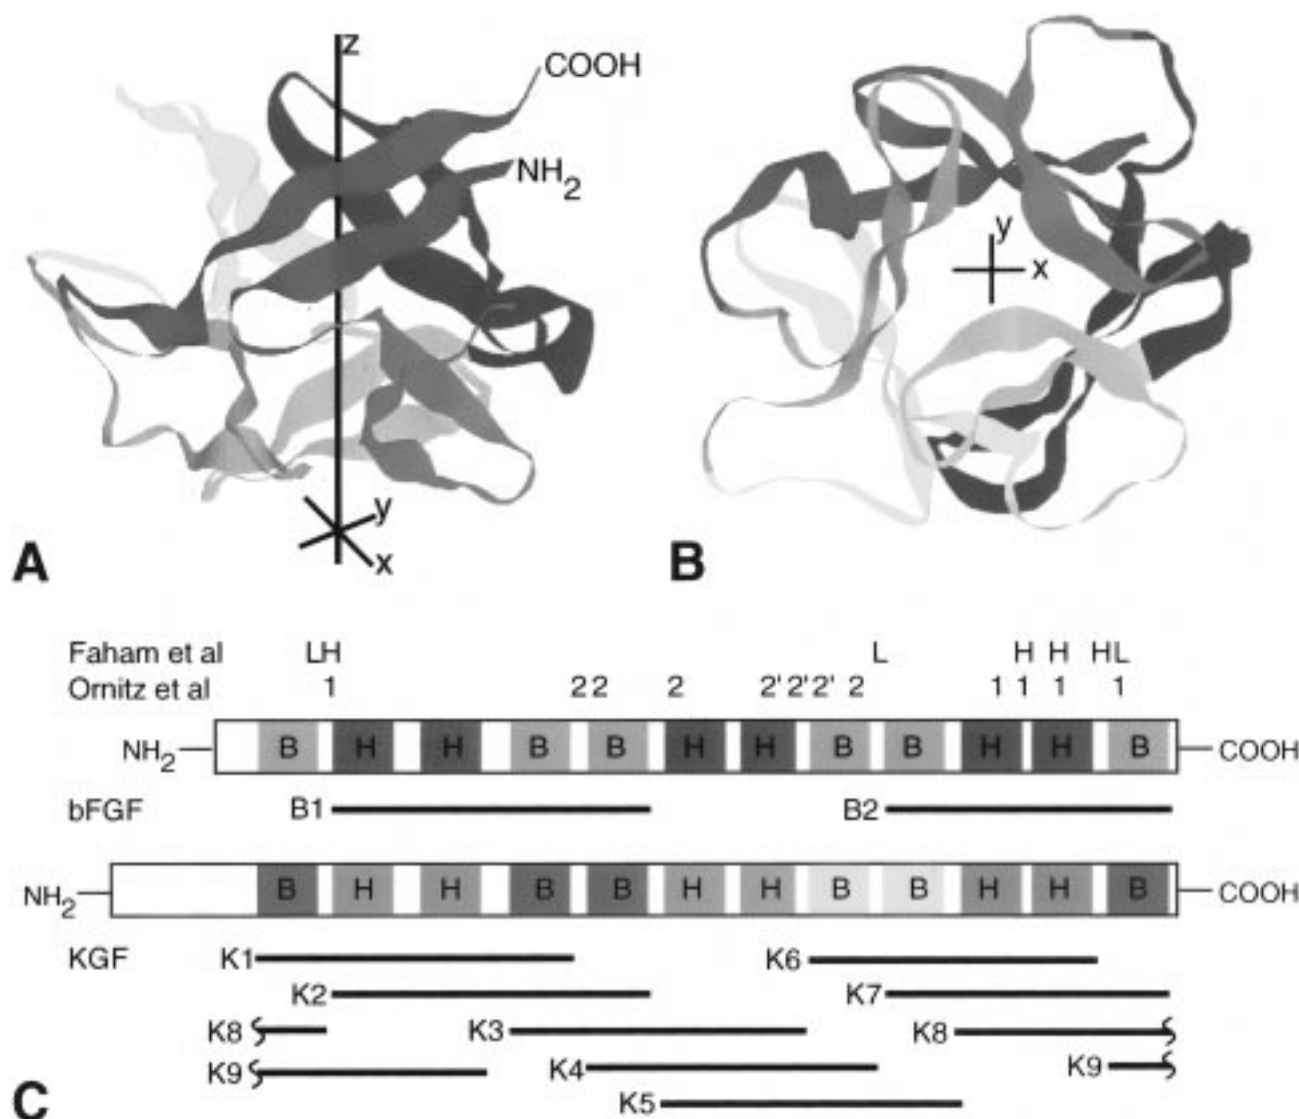 z
COOH
NH2
y
x
A
y
x
B
Faham et al LH L H H HL
Ornitz et al 1 2 2 2 2' 2' 2' 2 1 1 1 1
NH2 B H H B B H H B B H H B COOH
bFGF B1 B2
NH2 B H H B B H H B B H H B COOH
KGF K1 K6
K2 K7
K8 K3 K8
K9 K4 K9
K5
C